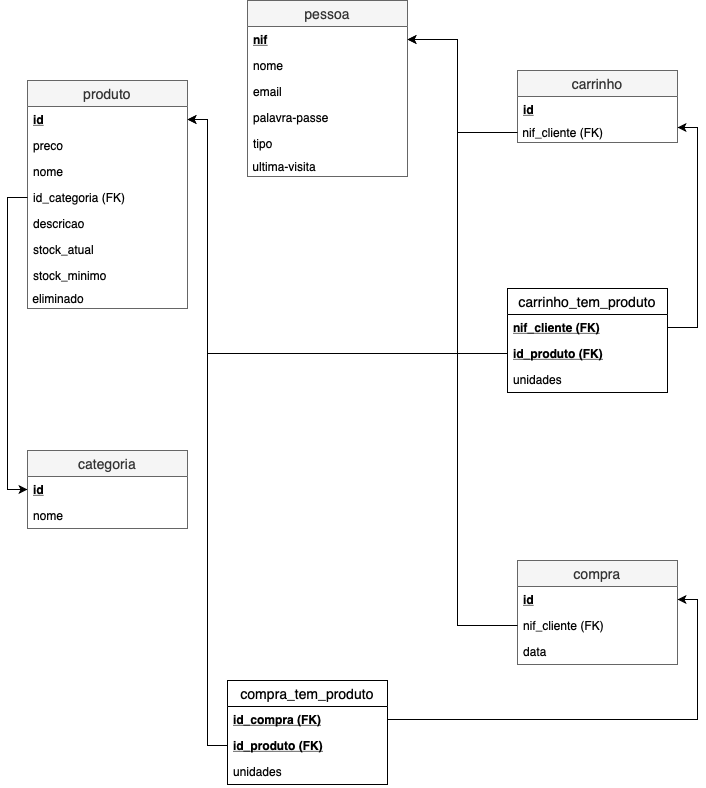 pessoa
nif
nome
email
palavra-passe
tipo
ultima-visita
produto
id
preco
nome
id_categoria (FK)
descricao
stock_atual
stock_minimo
eliminado
carrinho
id
nif_cliente (FK)
carrinho_tem_produto
nif_cliente (FK)
id_produto (FK)
unidades
categoria
id
nome
compra
id
nif_cliente (FK)
data
compra_tem_produto
id_compra (FK)
id_produto (FK)
unidades